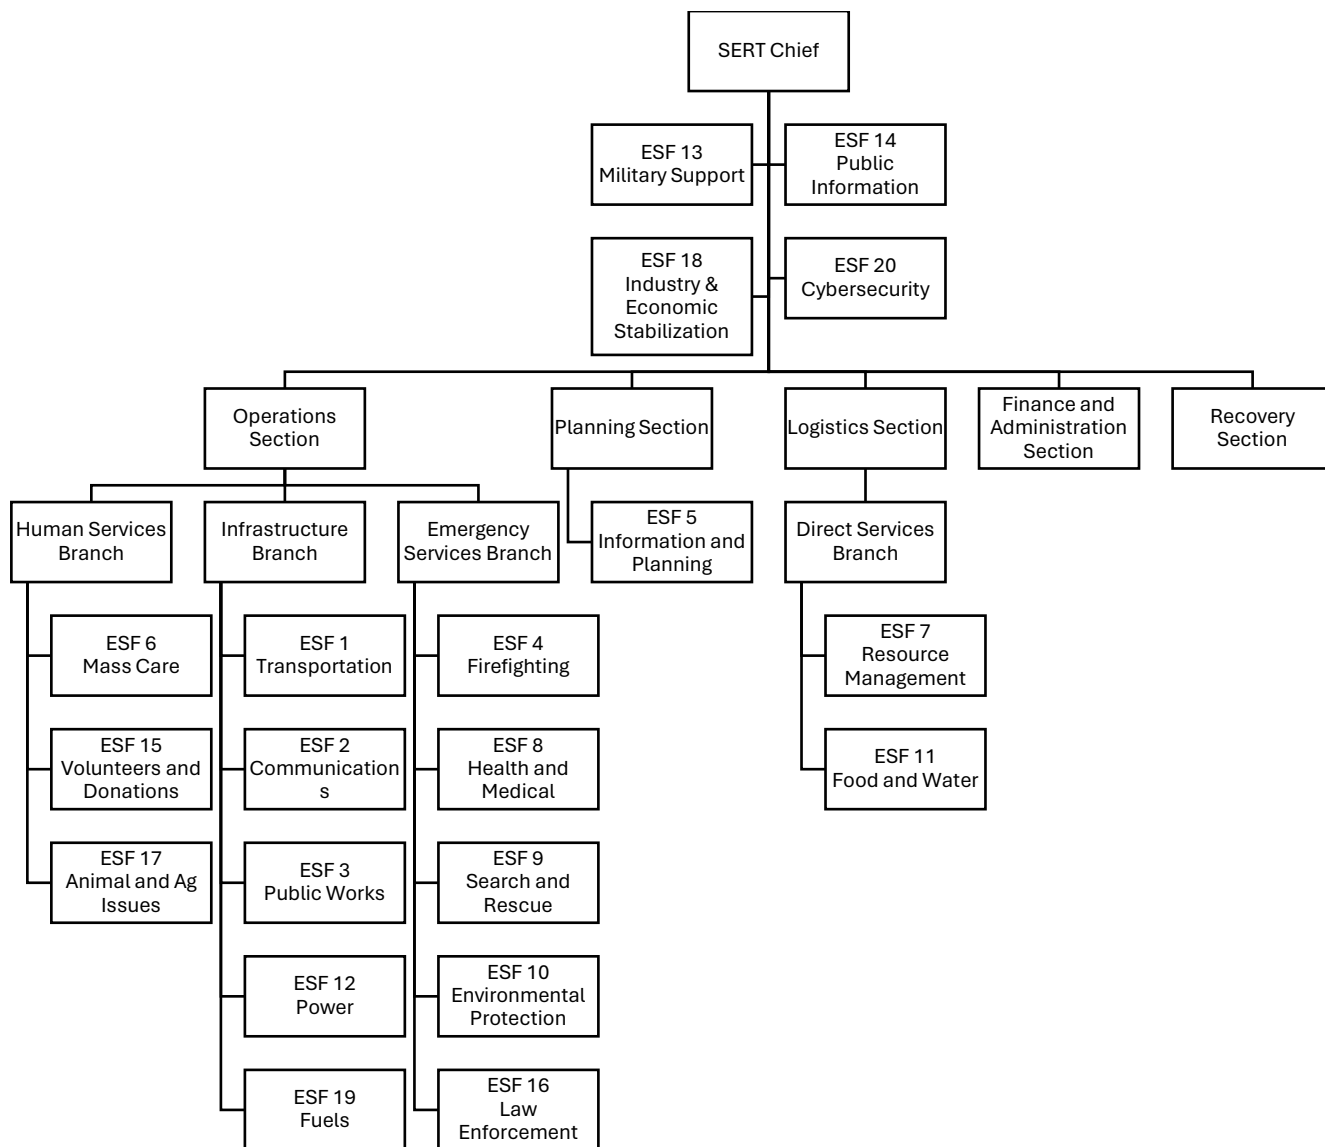 SERT Chief
ESF 13
Military Support
ESF 14
Public
Information
ESF 18
Industry &
Economic
Stabilization
ESF 20
Cybersecurity
Operations
Section
Planning Section
Logistics Section
Finance and
Administration
Section
Recovery
Section
Human Services
Branch
Infrastructure
Branch
Emergency
Services Branch
ESF 5
Information and
Planning
Direct Services
Branch
ESF 6
Mass Care
ESF 15
Volunteers and
Donations
ESF 17
Animal and Ag
Issues
ESF 1
Transportation
ESF 2
Communication
s
ESF 3
Public Works
ESF 12
Power
ESF 19
Fuels
ESF 4
Firefighting
ESF 8
Health and
Medical
ESF 9
Search and
Rescue
ESF 10
Environmental
Protection
ESF 16
Law
Enforcement
ESF 7
Resource
Management
ESF 11
Food and Water